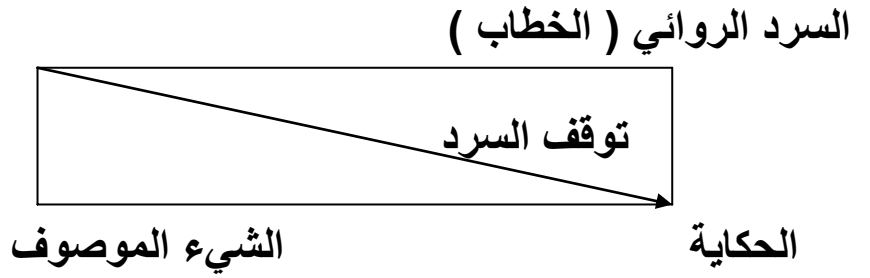 السرد الروائي ( الخطاب )
توقف السرد
الحكاية
الشيء الموصوف